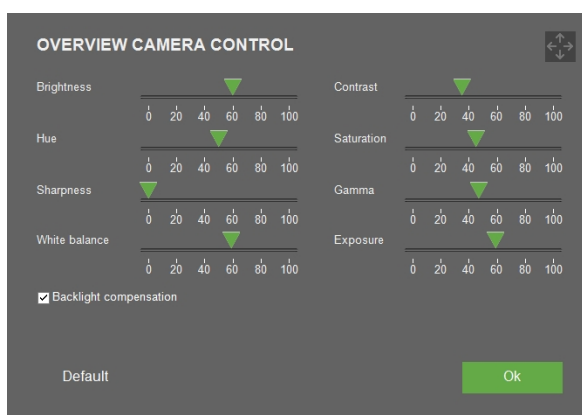 OVERVIEW CAMERA CONTROL
Brightness
0 20 40 60 80 100
Contrast
0 20 40 60 80 100
Hue
0 20 40 60 80 100
Saturation
0 20 40 60 80 100
Sharpness
0 20 40 60 80 100
Gamma
0 20 40 60 80 100
White balance
0 20 40 60 80 100
Exposure
0 20 40 60 80 100
Backlight compensation
Default
Ok